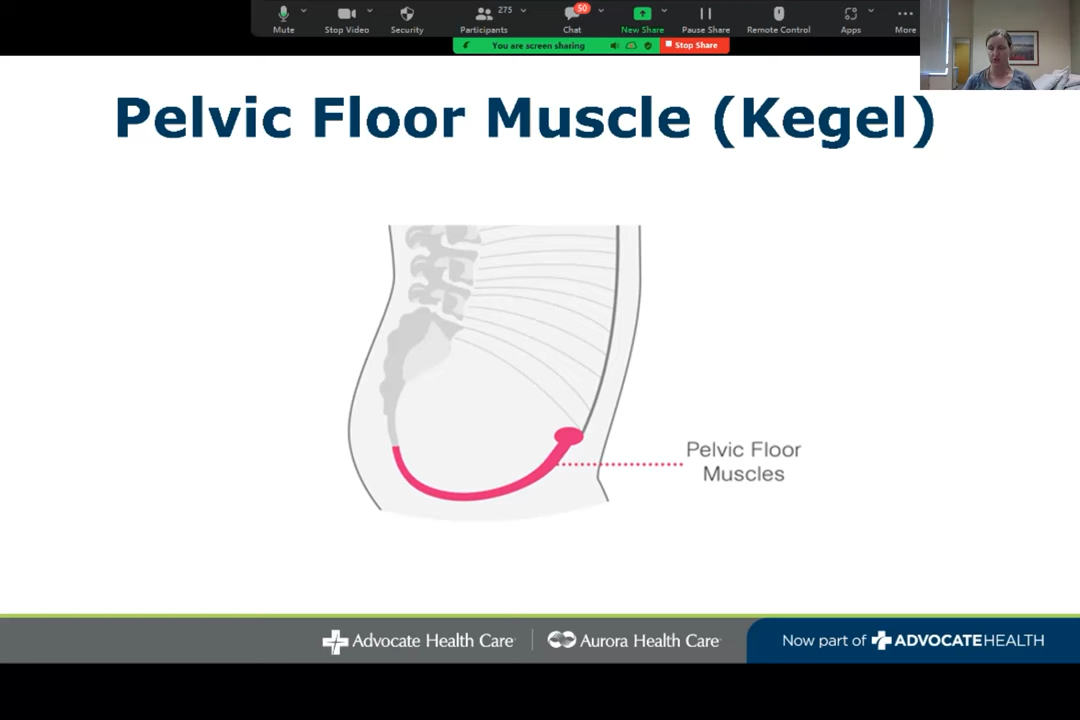 275
50
Mute
Stop Video
Security
Participants
Chat
New Share
Pause Share
Remote Control
Apps
More
You are screen sharing
Stop Share
Pelvic Floor Muscle (Kegel)
Pelvic Floor
Muscles
Advocate Health Care
Aurora Health Care
Now part of ADVOCATEHEALTH